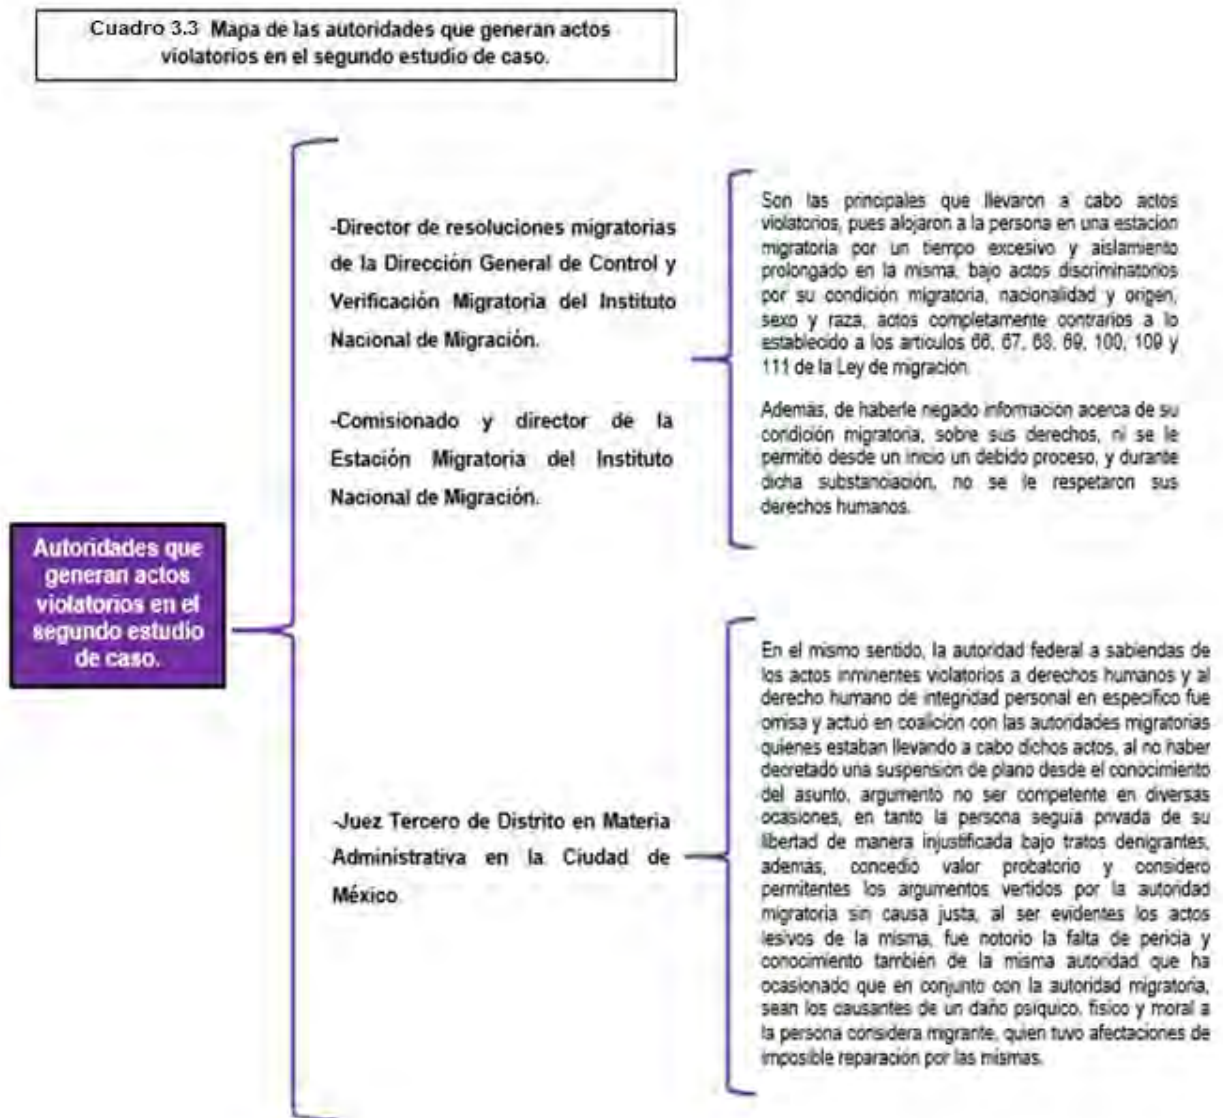 Cuadro 3.3 Mapa de las autoridades que generan actos
violatorios en el segundo estudio de caso.
Autoridades que
generan actos
violatorios en el
segundo estudio
de caso.
-Director de resoluciones migratorias
de la Dirección General de Control y
Verificación Migratoria del Instituto
Nacional de Migración.
-Comisionado y director de la
Estación Migratoria del Instituto
Nacional de Migración.
Son las principales que llevaron a cabo actos
violatorios, pues alojaron a la persona en una estación
migratoria por un tiempo excesivo y aislamiento
prolongado en la misma, bajo actos discriminatorios
por su condición migratoria, nacionalidad y origen,
sexo y raza, actos completamente contrarios a lo
establecido a los artículos 66, 67, 68, 69, 100, 109 y
111 de la Ley de migración.
Además, de haberle negado información acerca de su
condición migratoria, sobre sus derechos, ni se le
permitió desde un inicio un debido proceso, y durante
dicha substanciación, no se le respetaron sus
derechos humanos.
-Juez Tercero de Distrito en Materia
Administrativa en la Ciudad de
México.
En el mismo sentido, la autoridad federal a sabiendas de
los actos inminentes violatorios a derechos humanos y al
derecho humano de integridad personal en específico fue
omisa y actuó en coalición con las autoridades migratorias
quienes estaban llevando a cabo dichos actos, al no haber
decretado una suspensión de plano desde el conocimiento
del asunto, argumento no ser competente en diversas
ocasiones, en tanto la persona seguía privada de su
libertad de manera injustificada bajo tratos denigrantes,
además, concedió valor probatorio y considero
permitentes los argumentos vertidos por la autoridad
migratoria sin causa justa, al ser evidentes los actos
lesivos de la misma, fue notorio la falta de pericia y
conocimiento también de la misma autoridad que ha
ocasionado que en conjunto con la autoridad migratoria,
sean los causantes de un daño psíquico, físico y moral a
la persona considera migrante, quien tuvo afectaciones de
imposible reparación por las mismas.